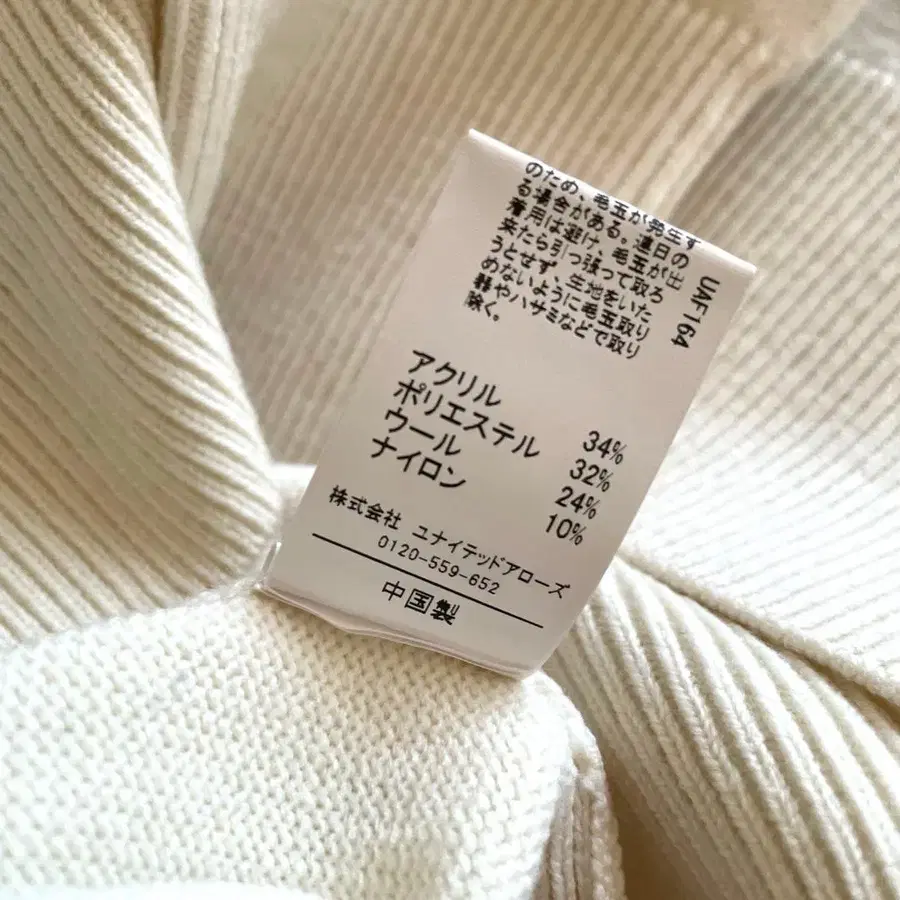 のため、毛玉が発生す
る場合がある。連日の
着用は避け、毛玉が出
来たら引っ張って取ろ
うとせず、生地をいた
めないように毛玉取り
器やハサミなどで取り
除く。
UAF164
アクリル 34%
ポリエステル 32%
ウール 24%
ナイロン 10%
株式会社 ユナイテッドアローズ
0120-559-652
中国製